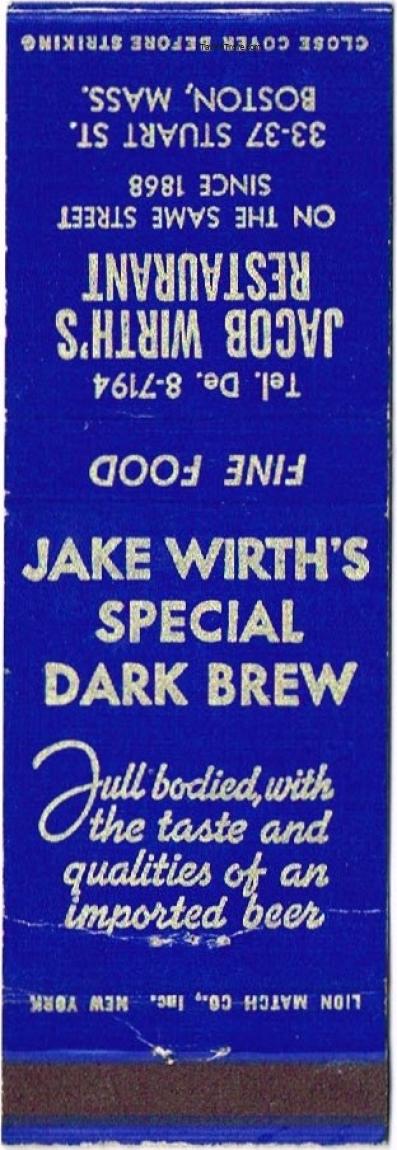 JAKE WIRTH'S
SPECIAL
DARK BREW
Full bodied, with
the taste and
qualities of an
imported beer
FINE FOOD
Tel. De. 8-7194
JACOB WIRTH'S
RESTAURANT
ON THE SAME STREET
SINCE 1868
33-37 STUART ST.
BOSTON, MASS.
CLOSE COVER BEFORE STRIKING
LION MATCH CO., Inc. NEW YORK